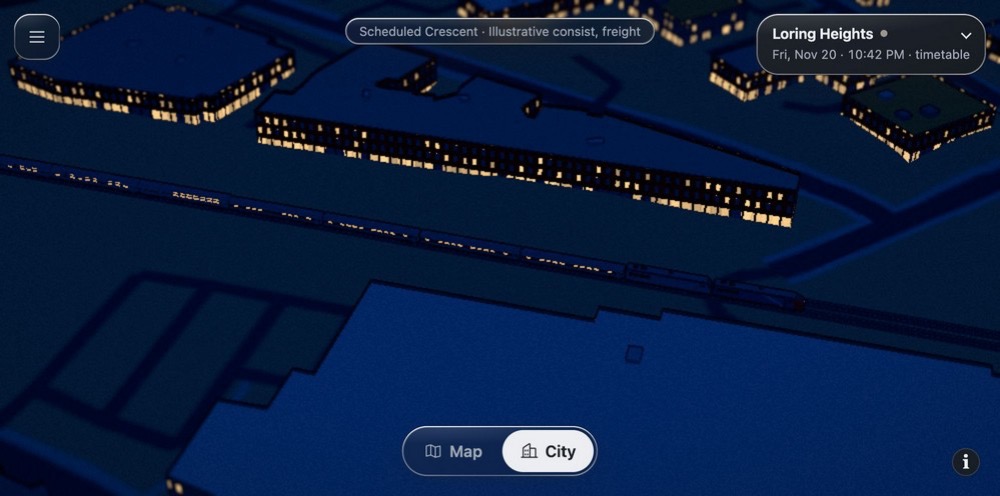 Scheduled Crescent · Illustrative consist, freight
Loring Heights
Fri, Nov 20 · 10:42 PM · timetable
Map
City
i